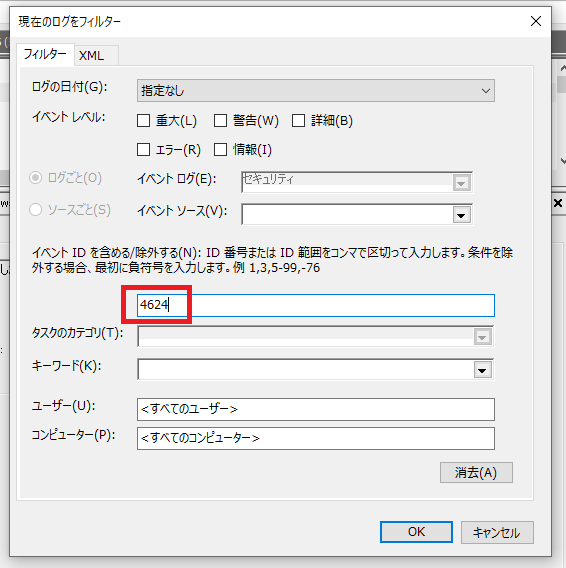 現在のログをフィルター
フィルター XML
ログの日付(G): 指定なし
イベント レベル: 重大(L) 警告(W) 詳細(B)
エラー(R) 情報(I)
ログごと(O) イベント ログ(E): セキュリティ
ソースごと(S) イベント ソース(V):
イベント ID を含める/除外する(N): ID 番号または ID 範囲をコンマで区切って入力します。条件を除
外する場合、最初に負符号を入力します。例 1,3,5-99,-76
4624
タスクのカテゴリ(T):
キーワード(K):
ユーザー(U): <すべてのユーザー>
コンピューター(P): <すべてのコンピューター>
消去(A)
OK キャンセル